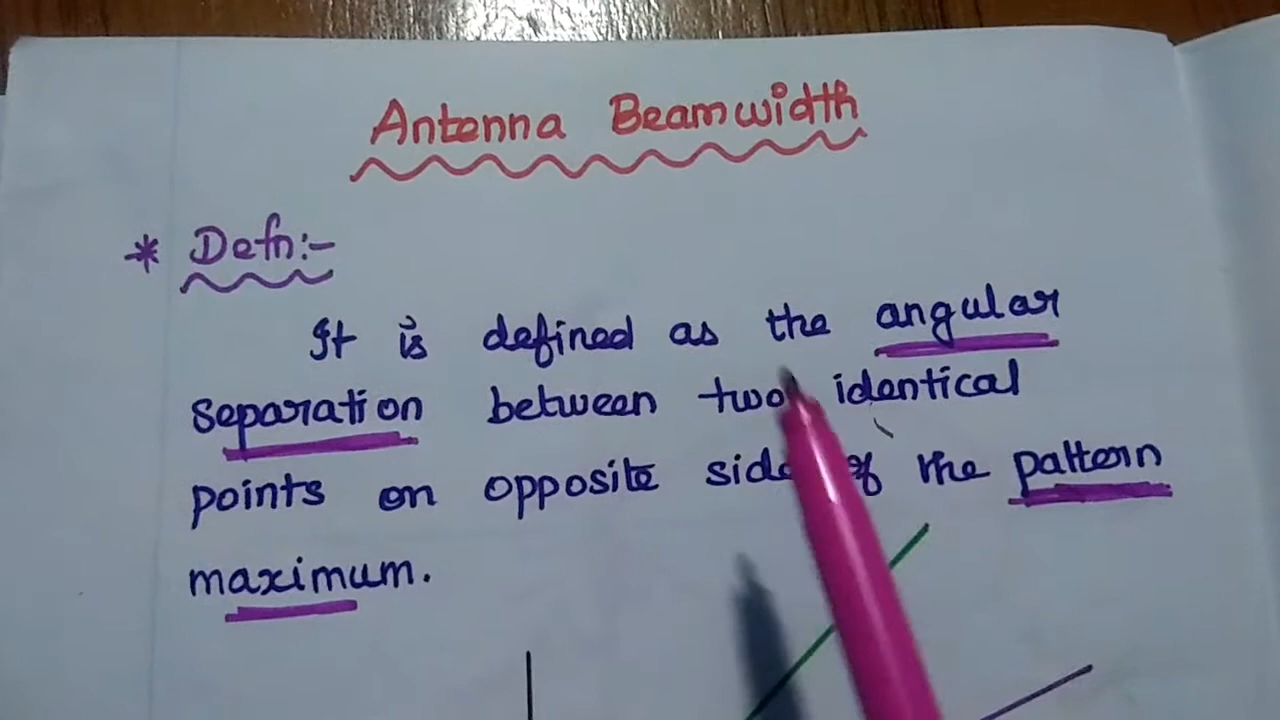 Antenna Beamwidth
* Defn:-
It is defined as the angular
separation between two identical
points on opposite side of the pattern
maximum.